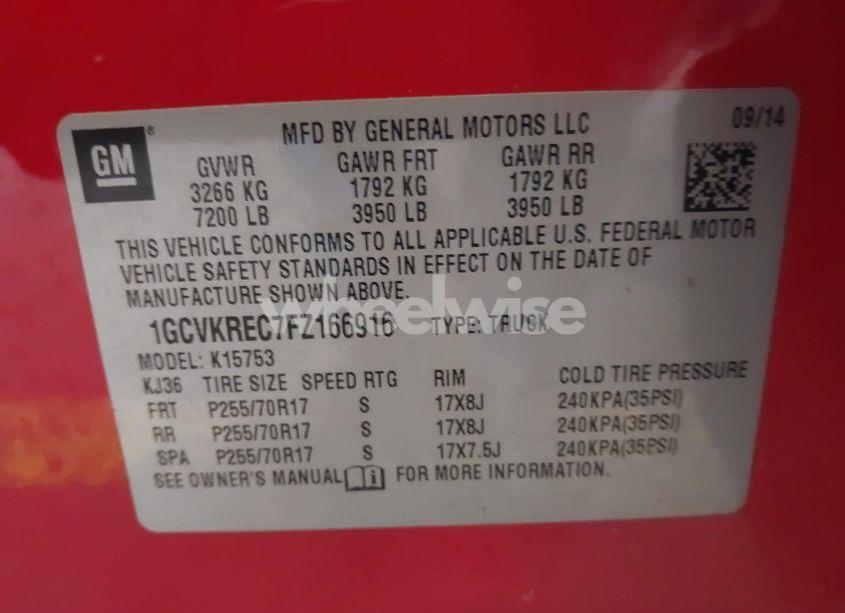 GM ®
MFD BY GENERAL MOTORS LLC 09/14
GVWR GAWR FRT GAWR RR
3266 KG 1792 KG 1792 KG
7200 LB 3950 LB 3950 LB
THIS VEHICLE CONFORMS TO ALL APPLICABLE U.S. FEDERAL MOTOR
VEHICLE SAFETY STANDARDS IN EFFECT ON THE DATE OF
MANUFACTURE SHOWN ABOVE.
wheelwise
1GCVKREC7FZ166916 TYPE: TRUCK
MODEL: K15753
KJ36 TIRE SIZE SPEED RTG RIM COLD TIRE PRESSURE
FRT P255/70R17 S 17X8J 240KPA(35PSI)
RR P255/70R17 S 17X8J 240KPA(35PSI)
SPA P255/70R17 S 17X7.5J 240KPA(35PSI)
SEE OWNER'S MANUAL i FOR MORE INFORMATION.